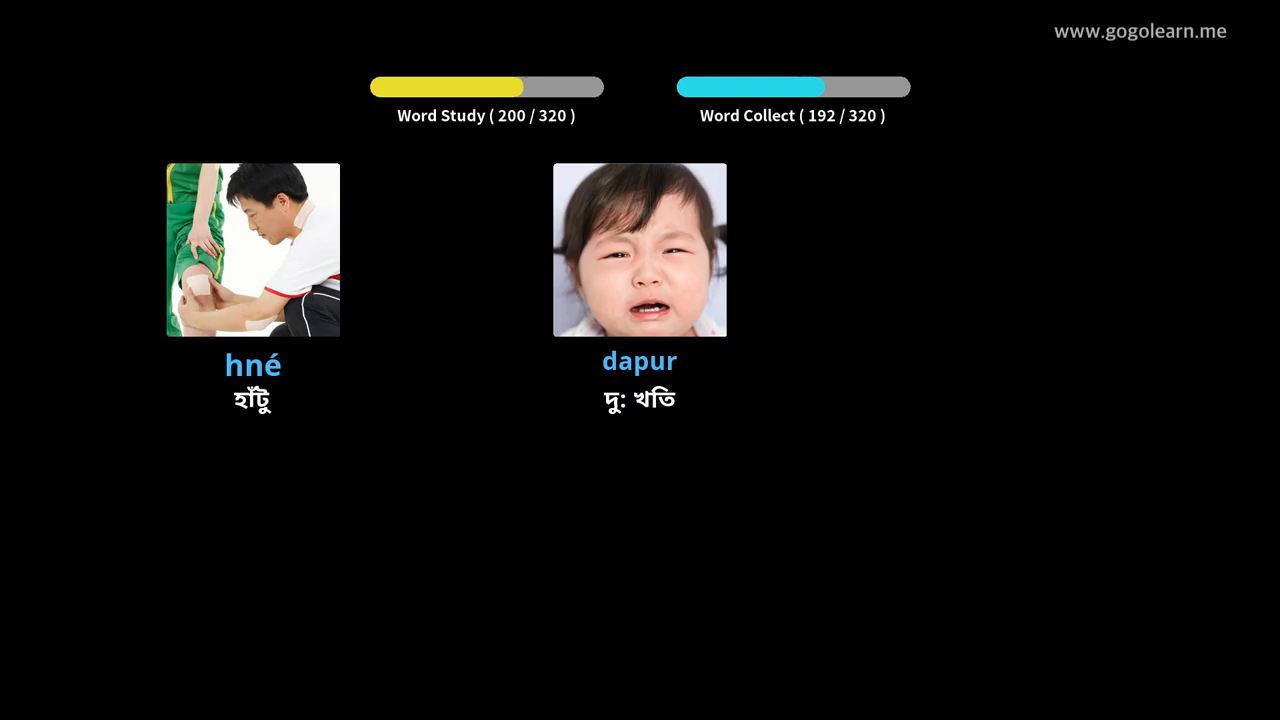 www.gogolearn.me
Word Study ( 200 / 320 )
Word Collect ( 192 / 320 )
hné
হাঁটু
dapur
দু: খতি